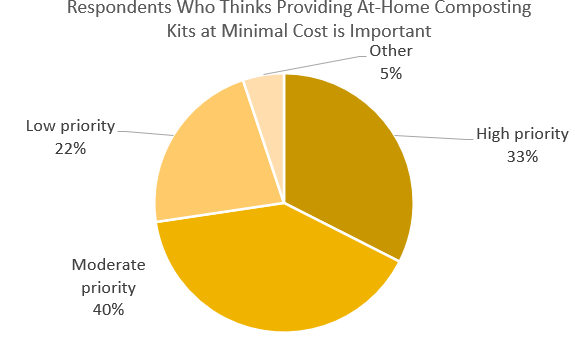 Respondents Who Thinks Providing At-Home Composting
Kits at Minimal Cost is Important
Other
5%
Low priority
22%
High priority
33%
Moderate
priority
40%